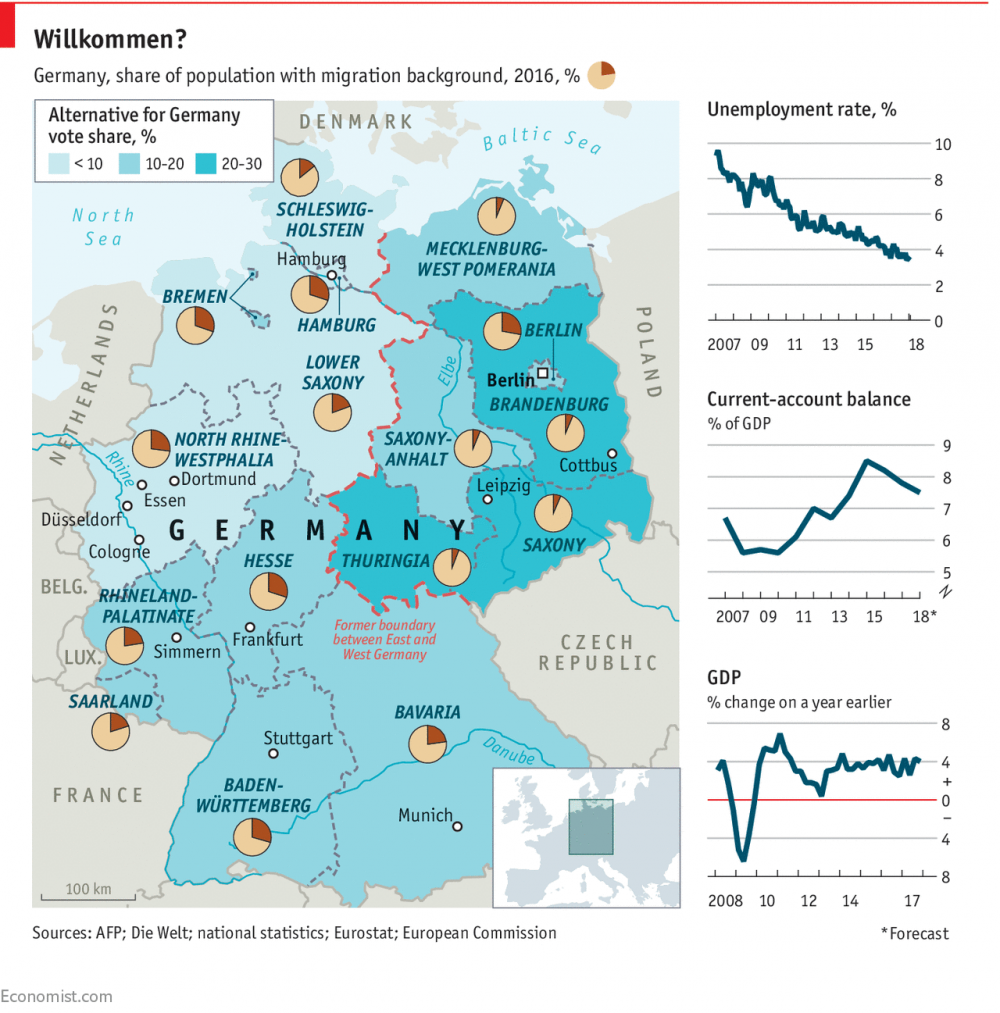 Willkommen?
Germany, share of population with migration background, 2016, %
Alternative for Germany
vote share, %
< 10
10-20
20-30
DENMARK
Baltic Sea
North
Sea
SCHLESWIG-
HOLSTEIN
MECKLENBURG-
WEST POMERANIA
Hamburg
HAMBURG
BREMEN
NETHERLANDS
POLAND
LOWER
SAXONY
Elbe
BERLIN
Berlin
BRANDENBURG
Cottbus
NORTH RHINE-
WESTPHALIA
SAXONY-
ANHALT
Rhine
Dortmund
Essen
Düsseldorf
Cologne
Leipzig
GERMANY
SAXONY
THURINGIA
HESSE
BELG.
RHINELAND-
PALATINATE
Former boundary
between East and
West Germany
CZECH
REPUBLIC
LUX.
Simmern
Frankfurt
SAARLAND
BAVARIA
Stuttgart
Danube
FRANCE
BADEN-
WÜRTTEMBERG
Munich
100 km
Unemployment rate, %
10
8
6
4
2
0
2007 09 11 13 15 18
Current-account balance
% of GDP
9
8
7
6
5
2007 09 11 13 15 18*
GDP
% change on a year earlier
8
4
+
0
–
4
8
2008 10 12 14 17
Sources: AFP; Die Welt; national statistics; Eurostat; European Commission
*Forecast
Economist.com